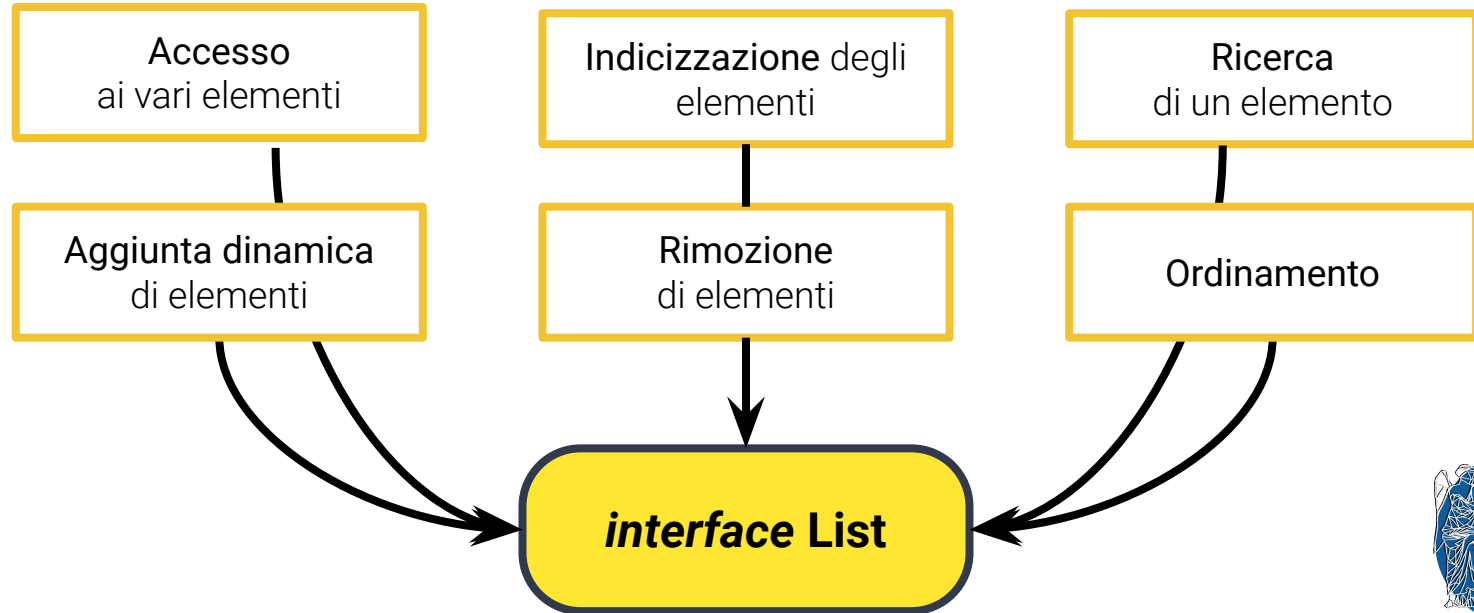 Accesso
ai vari elementi
Indicizzazione degli
elementi
Ricerca
di un elemento
Aggiunta dinamica
di elementi
Rimozione
di elementi
Ordinamento
interface List